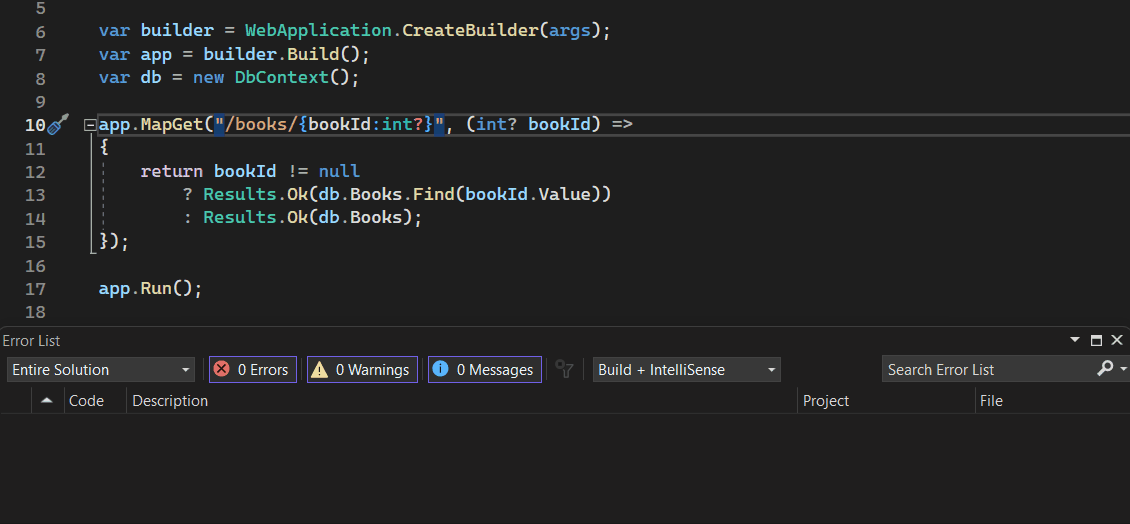 5
6 var builder = WebApplication.CreateBuilder(args);
7 var app = builder.Build();
8 var db = new DbContext();
9
10 app.MapGet("/books/{bookId:int?}", (int? bookId) =>
11 {
12 return bookId != null
13 ? Results.Ok(db.Books.Find(bookId.Value))
14 : Results.Ok(db.Books);
15 });
16
17 app.Run();
18
Error List
Entire Solution 0 Errors 0 Warnings 0 Messages Build + IntelliSense Search Error List
Code Description Project File